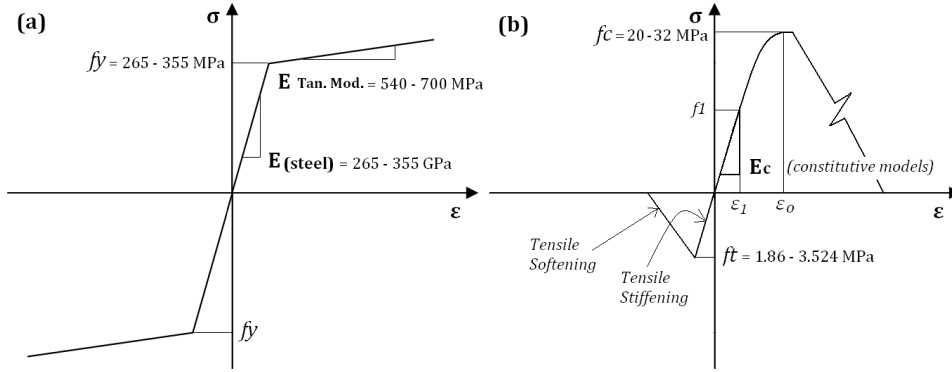 (a)
σ
fy = 265 - 355 MPa
E Tan. Mod. = 540 - 700 MPa
E (steel) = 265 - 355 GPa
ε
fy
(b)
σ
fc = 20-32 MPa
f1
Ec
(constitutive models)
ε1
εo
ε
Tensile
Softening
Tensile
Stiffening
ft = 1.86 - 3.524 MPa